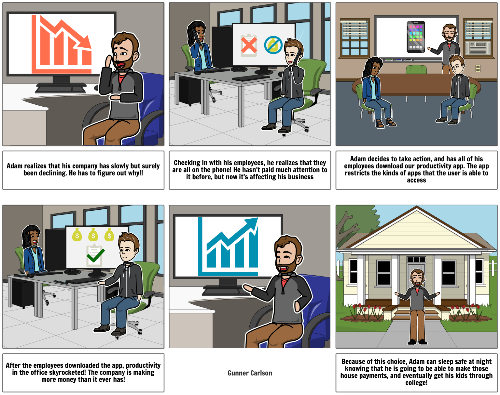 Adam realizes that his company has slowly but surely
been declining. He has to figure out why!!
Checking in with his employees, he realizes that they
are all on the phone! He hasn't paid much attention to
it before, but now it's affecting his business
Adam decides to take action, and has all of his
employees download our productivity app. The app
restricts the kinds of apps that the user is able to
access
After the employees downloaded the app, productivity
in the office skyrocketed! The company is making
more money than it ever has!
Gunner Carlson
Because of this choice, Adam can sleep safe at night
knowing that he is going to be able to make those
house payments, and eventually get his kids through
college!